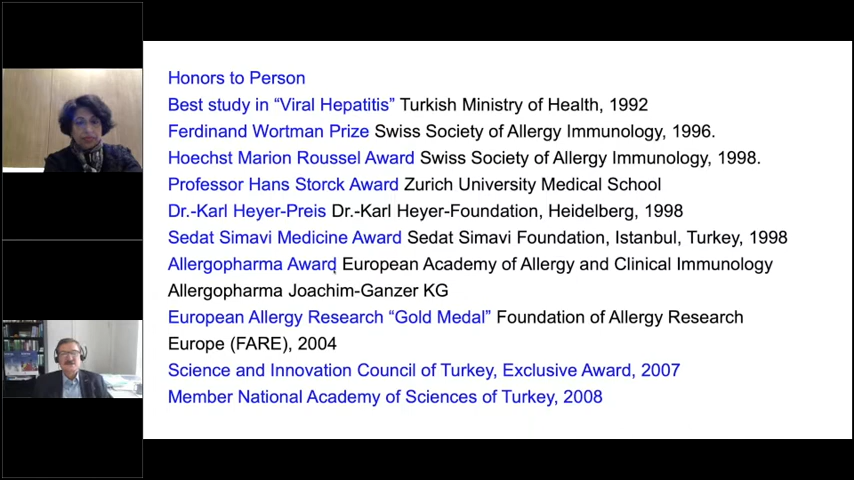 Honors to Person
Best study in “Viral Hepatitis” Turkish Ministry of Health, 1992
Ferdinand Wortman Prize Swiss Society of Allergy Immunology, 1996.
Hoechst Marion Roussel Award Swiss Society of Allergy Immunology, 1998.
Professor Hans Storck Award Zurich University Medical School
Dr.-Karl Heyer-Preis Dr.-Karl Heyer-Foundation, Heidelberg, 1998
Sedat Simavi Medicine Award Sedat Simavi Foundation, Istanbul, Turkey, 1998
Allergopharma Award European Academy of Allergy and Clinical Immunology
Allergopharma Joachim-Ganzer KG
European Allergy Research “Gold Medal” Foundation of Allergy Research
Europe (FARE), 2004
Science and Innovation Council of Turkey, Exclusive Award, 2007
Member National Academy of Sciences of Turkey, 2008